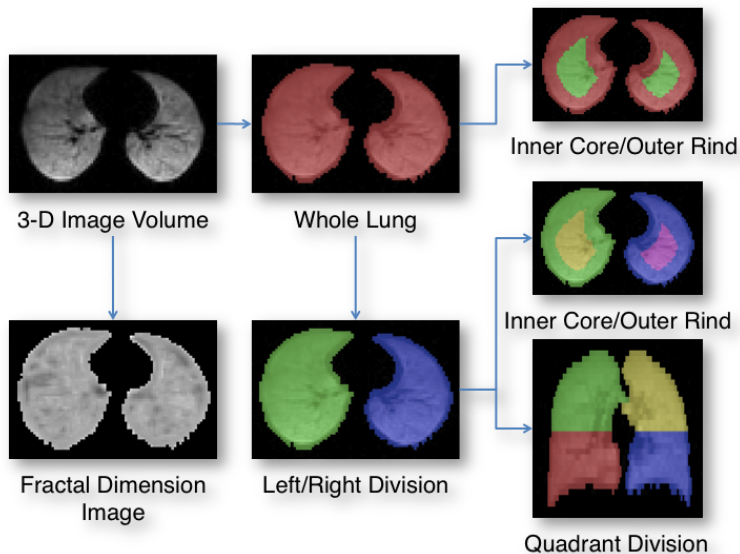 Inner Core/Outer Rind
3-D Image Volume
Whole Lung
Inner Core/Outer Rind
Fractal Dimension
Image
Left/Right Division
Quadrant Division